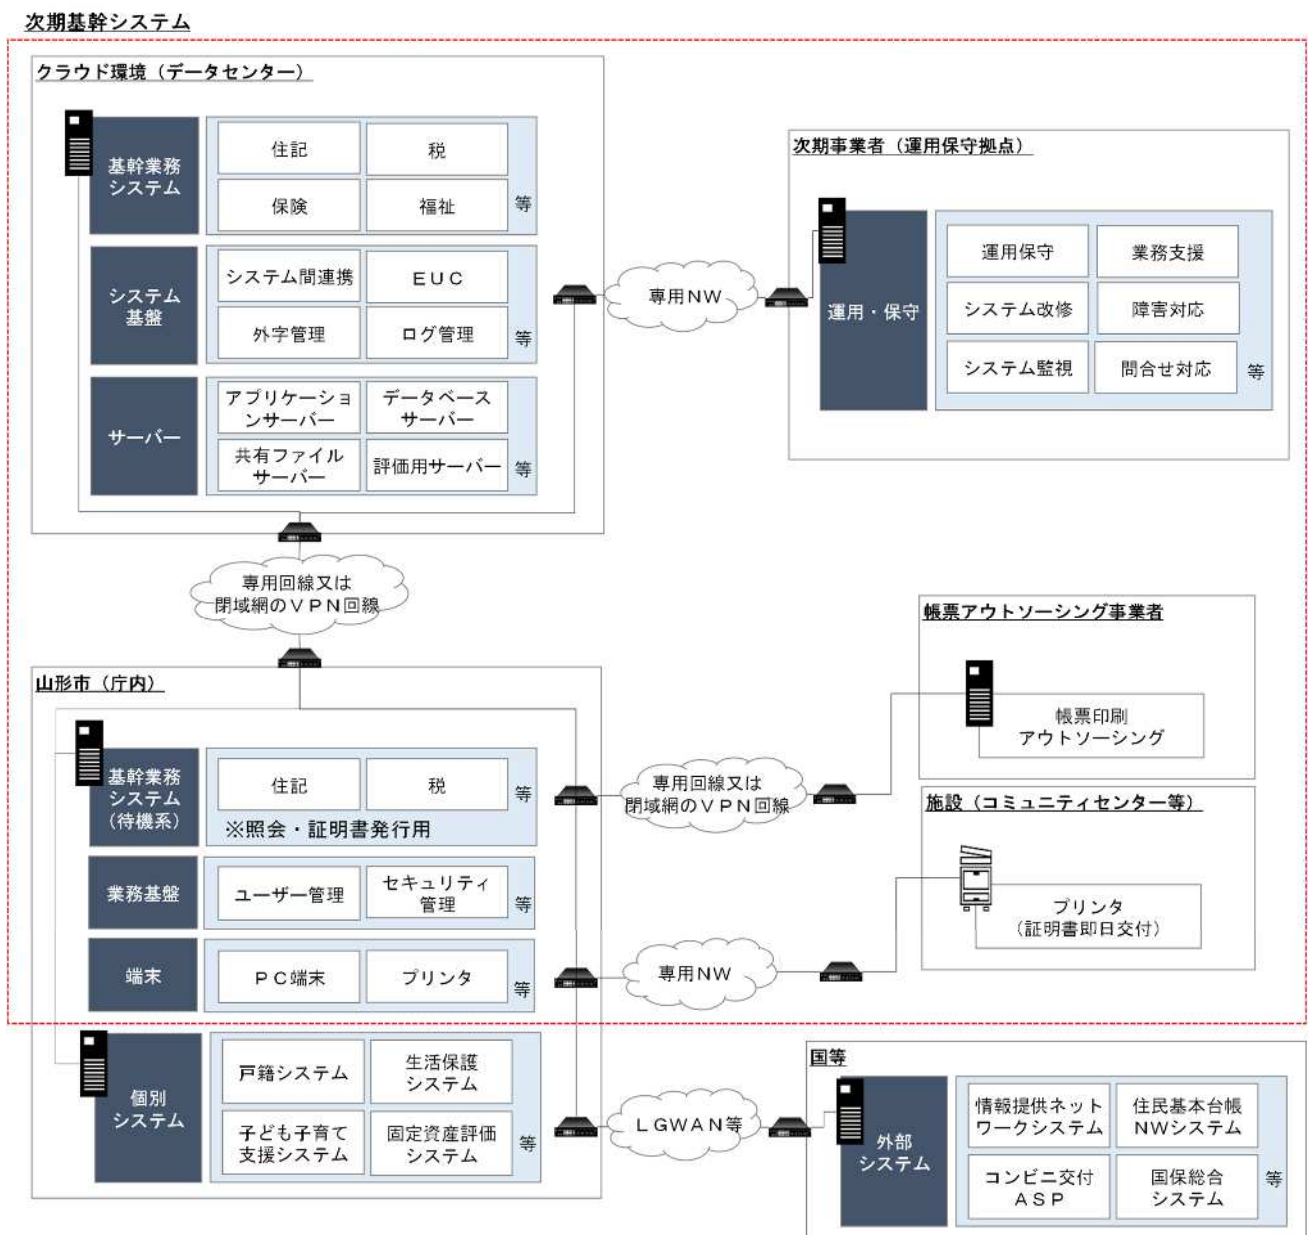 次期基幹システム
クラウド環境（データセンター）
基幹業務
システム
住記
税
保険
福祉
等
システム
基盤
システム間連携
ＥＵＣ
外字管理
ログ管理
等
サーバー
アプリケーショ
ンサーバー
データベース
サーバー
共有ファイル
サーバー
評価用サーバー
等
専用NW
次期事業者（運用保守拠点）
運用・保守
運用保守
業務支援
システム改修
障害対応
システム監視
問合せ対応
等
専用回線又は
閉域網のＶＰＮ回線
山形市（庁内）
基幹業務
システム
（待機系）
住記
税
等
※照会・証明書発行用
業務基盤
ユーザー管理
セキュリティ
管理
等
端末
ＰＣ端末
プリンタ
等
個別
システム
戸籍システム
生活保護
システム
子ども子育て
支援システム
固定資産評価
システム
等
専用回線又は
閉域網のＶＰＮ回線
帳票アウトソーシング事業者
帳票印刷
アウトソーシング
専用NW
施設（コミュニティセンター等）
プリンタ
（証明書即日交付）
ＬGWAN等
国等
外部
システム
情報提供ネット
ワークシステム
住民基本台帳
NWシステム
コンビニ交付
ＡＳＰ
国保総合
システム
等